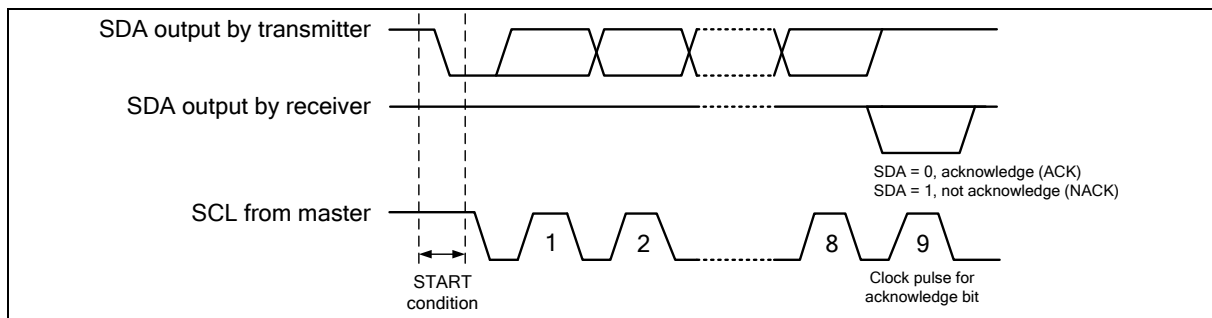 SDA output by transmitter
SDA output by receiver
SDA = 0, acknowledge (ACK)
SDA = 1, not acknowledge (NACK)
SCL from master
1
2
8
9
START
condition
Clock pulse for
acknowledge bit